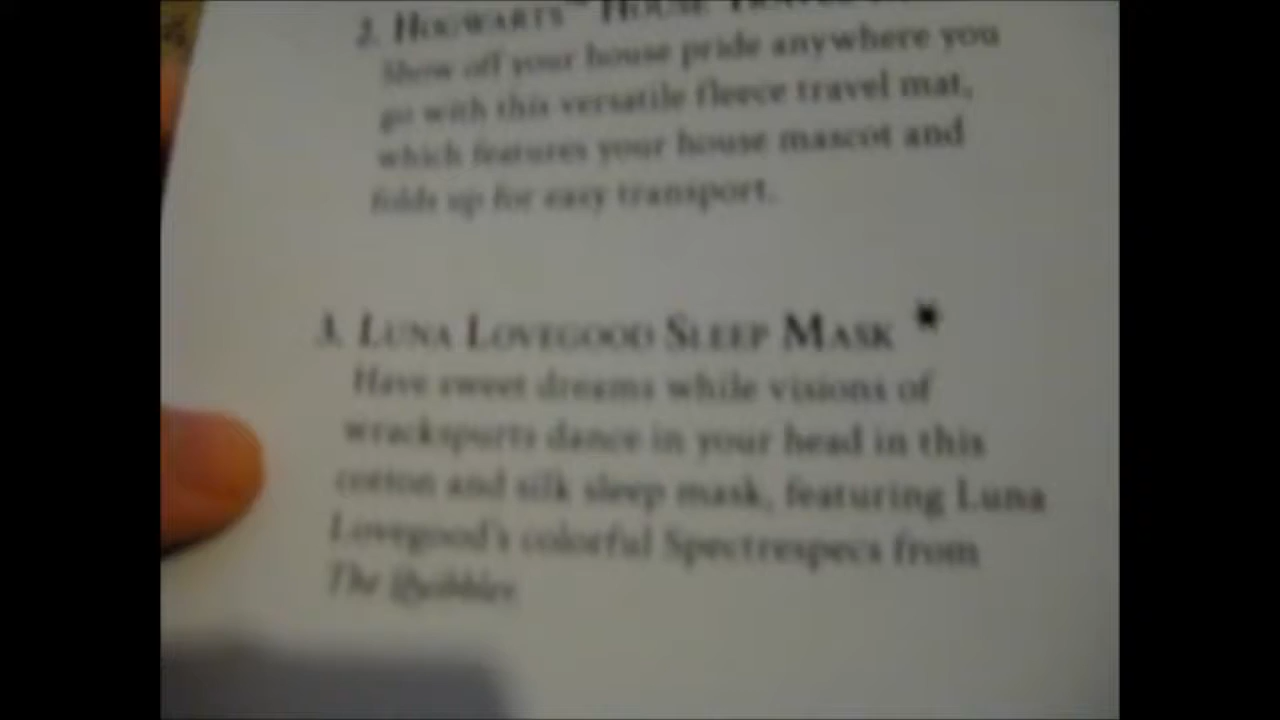 2. HOGWARTS™ HOUSE TRAVEL
Show off your house pride anywhere you
go with this versatile fleece travel mat,
which features your house mascot and
folds up for easy transport.
3. LUNA LOVEGOOD SLEEP MASK *
Have sweet dreams while visions of
wrackspurts dance in your head in this
cotton and silk sleep mask, featuring Luna
Lovegood's colorful Spectrespecs from
The Quibbler.